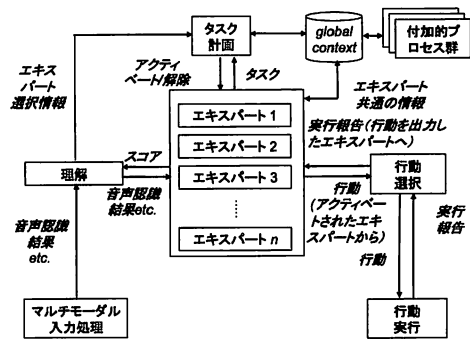 タスク
計画
global
context
付加的プ
ロセス群
エキス
パート
選択情報
アクティ
ベート/解除
タスク
エキスパート
共通の情報
エキスパート 1
エキスパート 2
エキスパート 3
エキスパート n
実行報告(行動を出力し
たエキスパートへ)
スコア
理解
音声認識
結果etc.
行動
選択
行動
(アクティベー
トされたエキ
スパートから)
音声認識
結果
etc.
行動
実行
報告
マルチモーダル
入力処理
行動
実行